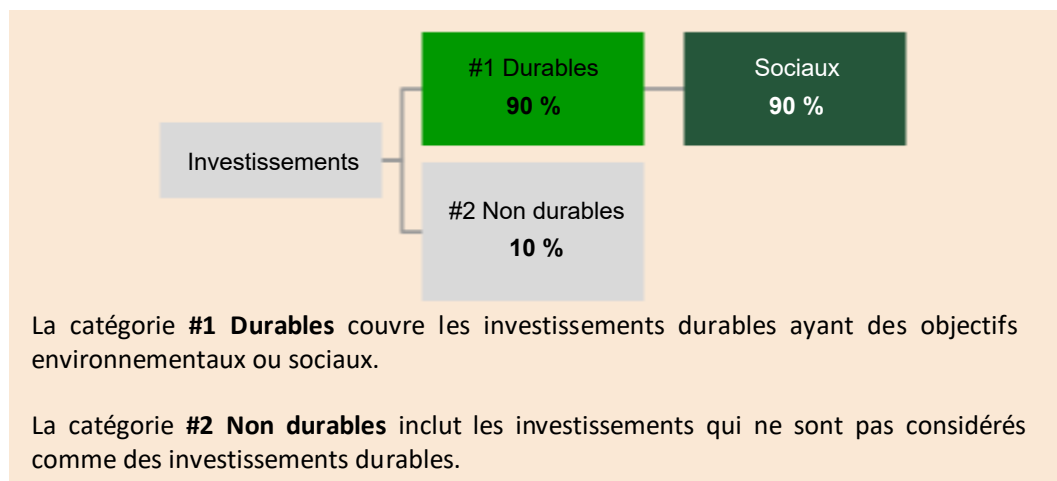 #1 Durables
90 %
Sociaux
90 %
Investissements
#2 Non durables
10 %
La catégorie #1 Durables couvre les investissements durables ayant des objectifs
environnementaux ou sociaux.
La catégorie #2 Non durables inclut les investissements qui ne sont pas considérés
comme des investissements durables.